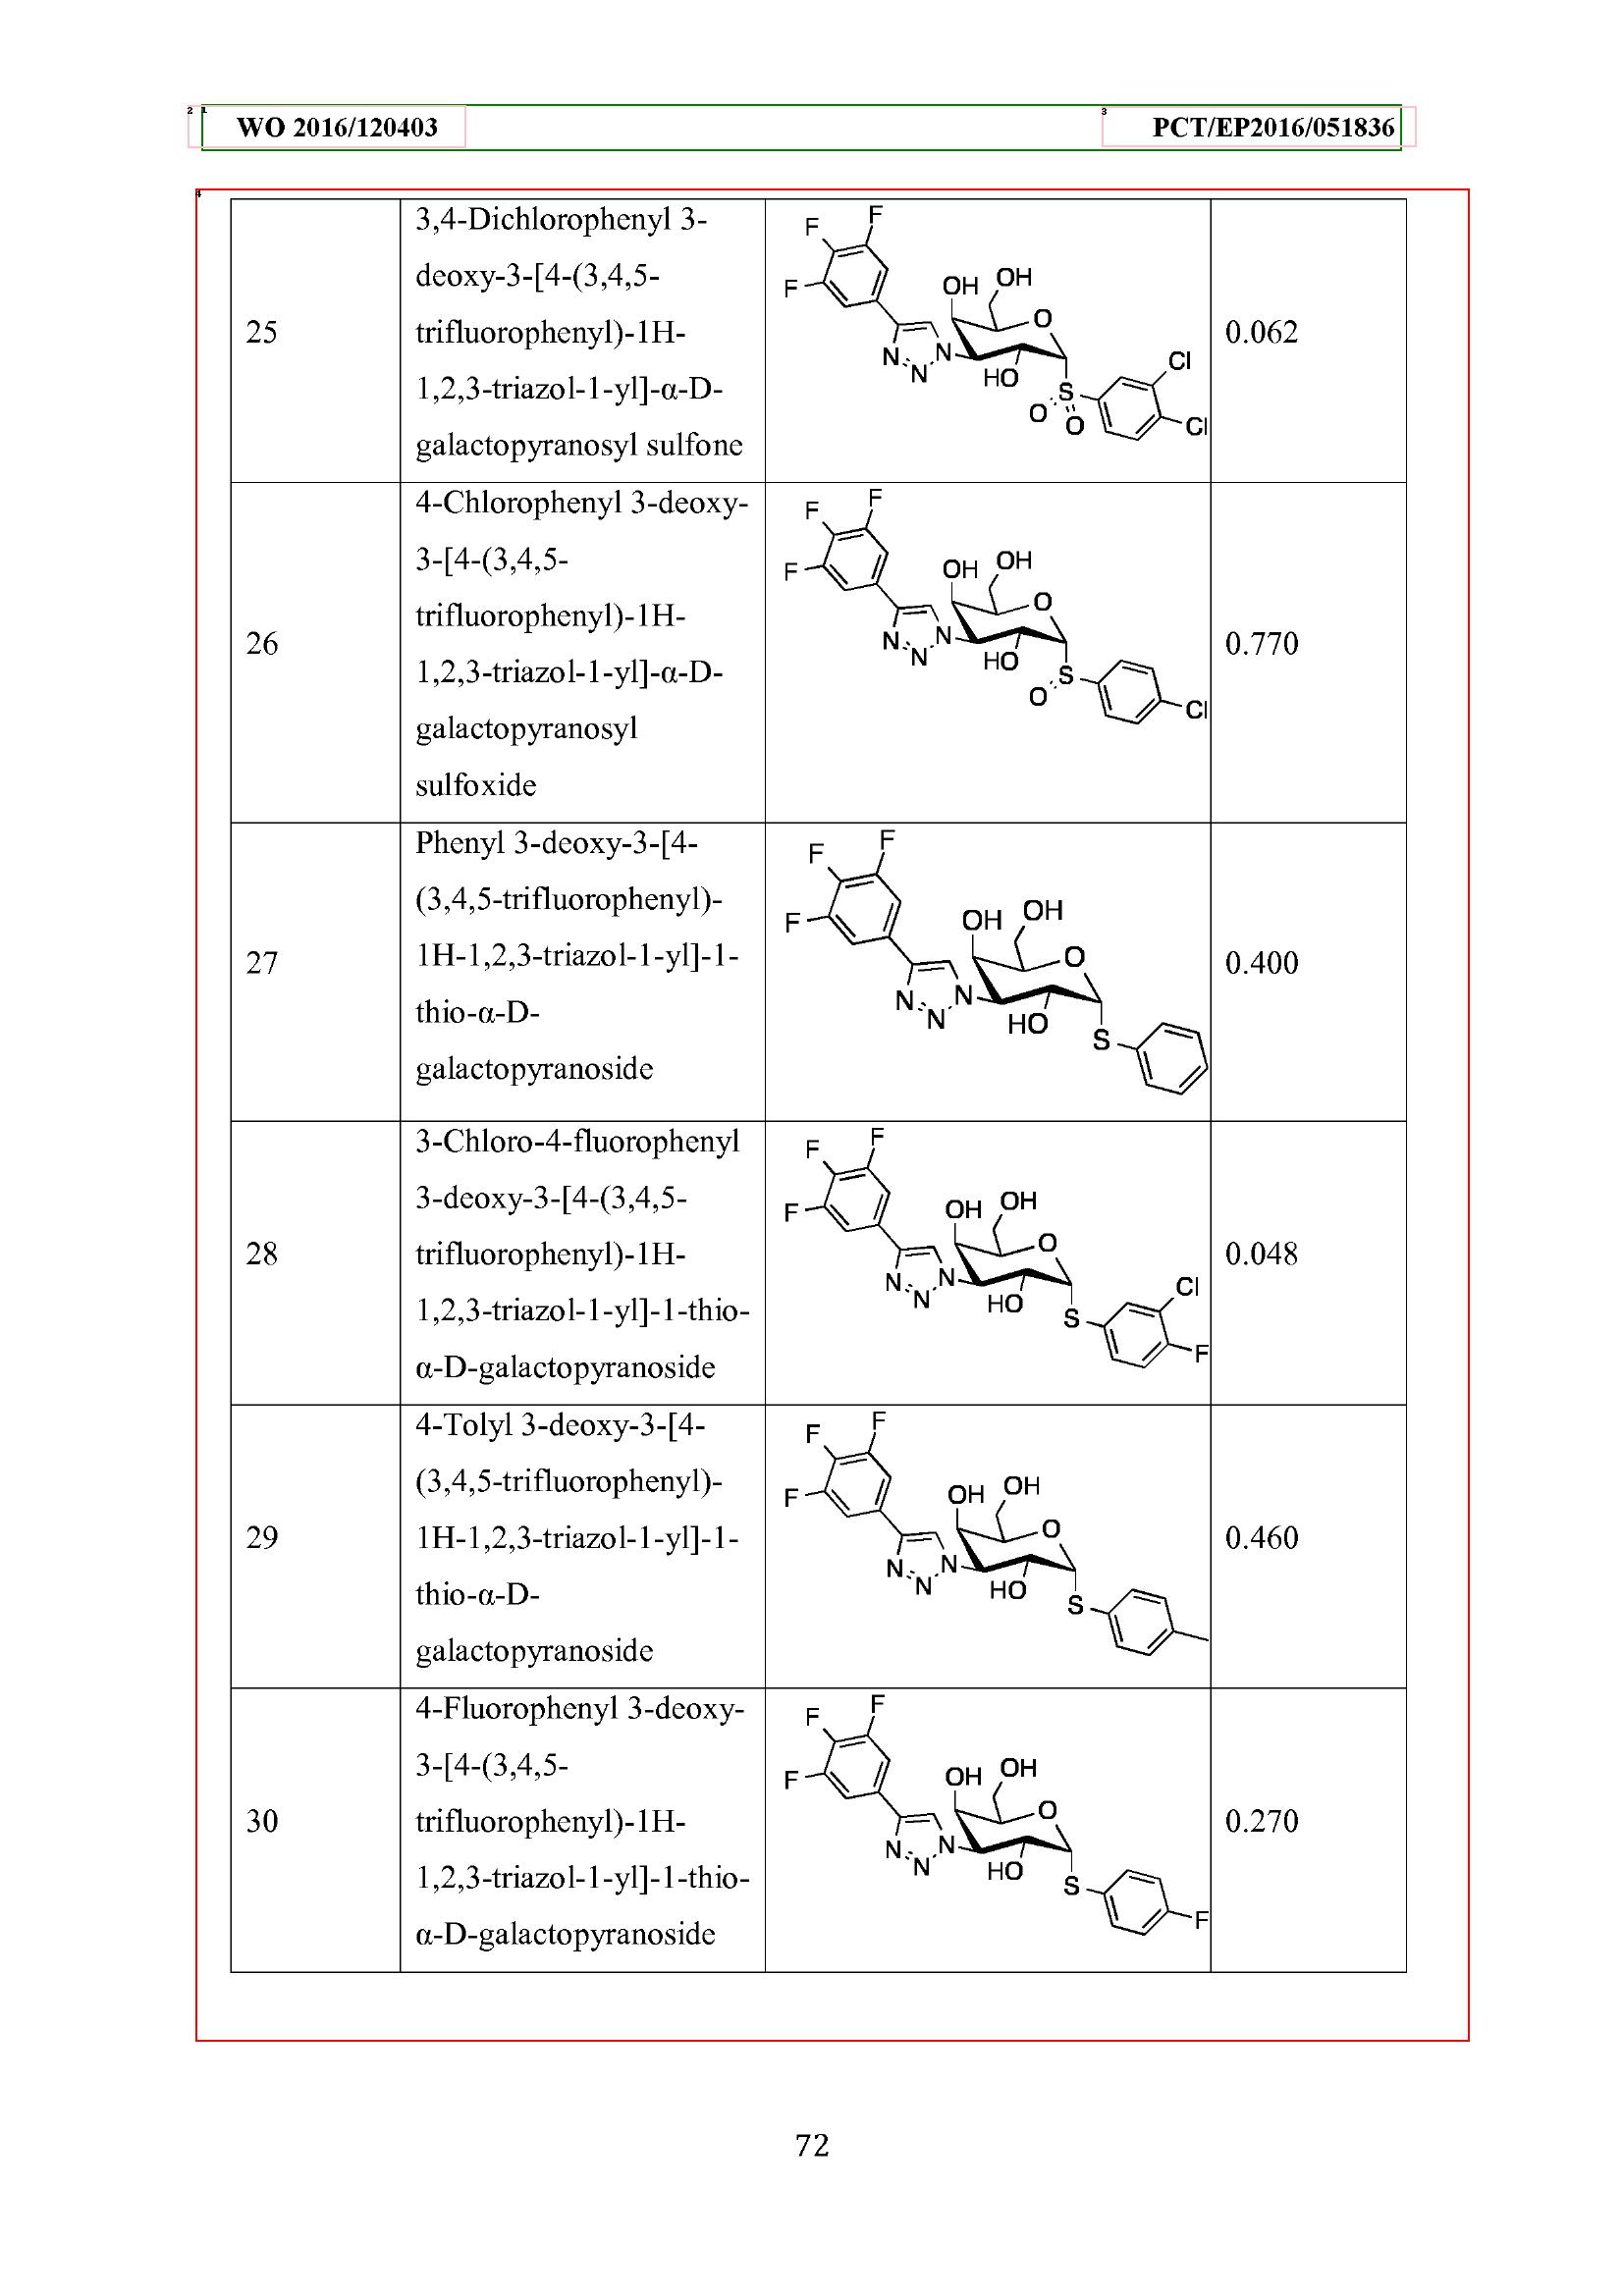 WO 2016/120403 PCT/EP2016/051836
25
3,4-Dichlorophenyl 3-
deoxy-3-[4-(3,4,5-
trifluorophenyl)-1H-
1,2,3-triazol-1-yl]-α-D-
galactopyranosyl sulfone
F
F
F
OH
OH
O
N
N
N
HO
S
O
O
Cl
Cl
0.062
26
4-Chlorophenyl 3-deoxy-
3-[4-(3,4,5-
trifluorophenyl)-1H-
1,2,3-triazol-1-yl]-α-D-
galactopyranosyl
sulfoxide
F
F
F
OH
OH
O
N
N
N
HO
S
O
Cl
0.770
27
Phenyl 3-deoxy-3-[4-
(3,4,5-trifluorophenyl)-
1H-1,2,3-triazol-1-yl]-1-
thio-α-D-
galactopyranoside
F
F
F
OH
OH
O
N
N
N
HO
S
0.400
28
3-Chloro-4-fluorophenyl
3-deoxy-3-[4-(3,4,5-
trifluorophenyl)-1H-
1,2,3-triazol-1-yl]-1-thio-
α-D-galactopyranoside
F
F
F
OH
OH
O
N
N
N
HO
S
Cl
F
0.048
29
4-Tolyl 3-deoxy-3-[4-
(3,4,5-trifluorophenyl)-
1H-1,2,3-triazol-1-yl]-1-
thio-α-D-
galactopyranoside
F
F
F
OH
OH
O
N
N
N
HO
S
0.460
30
4-Fluorophenyl 3-deoxy-
3-[4-(3,4,5-
trifluorophenyl)-1H-
1,2,3-triazol-1-yl]-1-thio-
α-D-galactopyranoside
F
F
F
OH
OH
O
N
N
N
HO
S
F
0.270
72